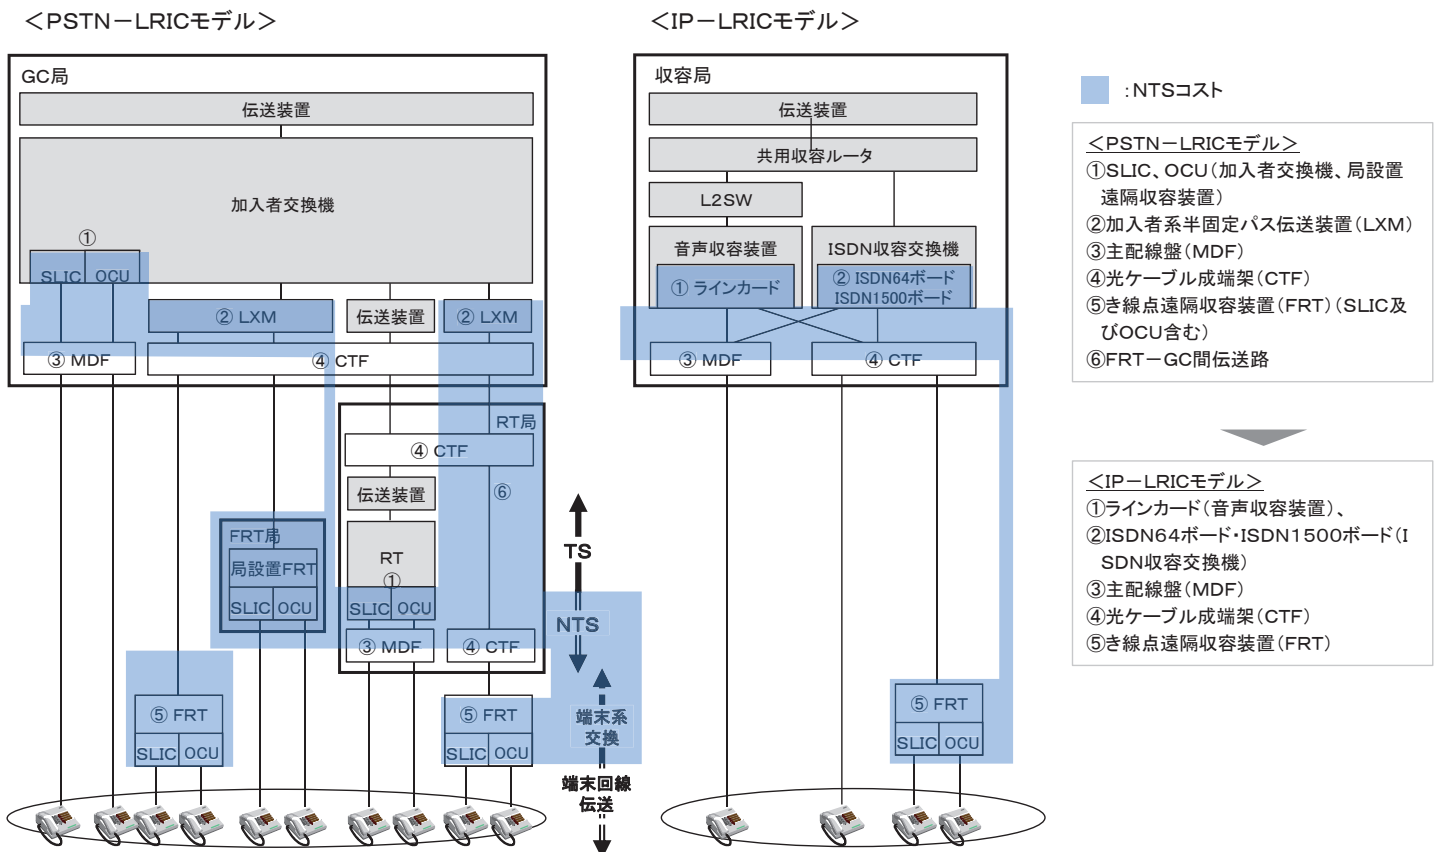 ＜PSTN－LRICモデル＞
GC局
伝送装置
加入者交換機
①
SLIC OCU
② LXM
伝送装置
② LXM
③ MDF
④ CTF
RT局
④ CTF
⑥
伝送装置
RT
①
SLIC OCU
③ MDF
④ CTF
FRT局
局設置FRT
SLIC OCU
⑤ FRT
SLIC OCU
⑤ FRT
SLIC OCU
TS
NTS
端末系
交換
端末回線
伝送
＜IP－LRICモデル＞
収容局
伝送装置
共用収容ルータ
L2SW
音声収容装置
① ラインカード
ISDN収容交換機
② ISDN64ボード
ISDN1500ボード
③ MDF
④ CTF
⑤ FRT
SLIC OCU
：NTSコスト
＜PSTN－LRICモデル＞
①SLIC、OCU（加入者交換機、局設置
遠隔収容装置）
②加入者系半固定パス伝送装置（LXM）
③主配線盤（MDF）
④光ケーブル成端架（CTF）
⑤き線点遠隔収容装置（FRT）（SLIC及
びOCU含む）
⑥FRT－GC間伝送路
＜IP－LRICモデル＞
①ラインカード（音声収容装置）、
②ISDN64ボード・ISDN1500ボード（I
SDN収容交換機）
③主配線盤（MDF）
④光ケーブル成端架（CTF）
⑤き線点遠隔収容装置（FRT）